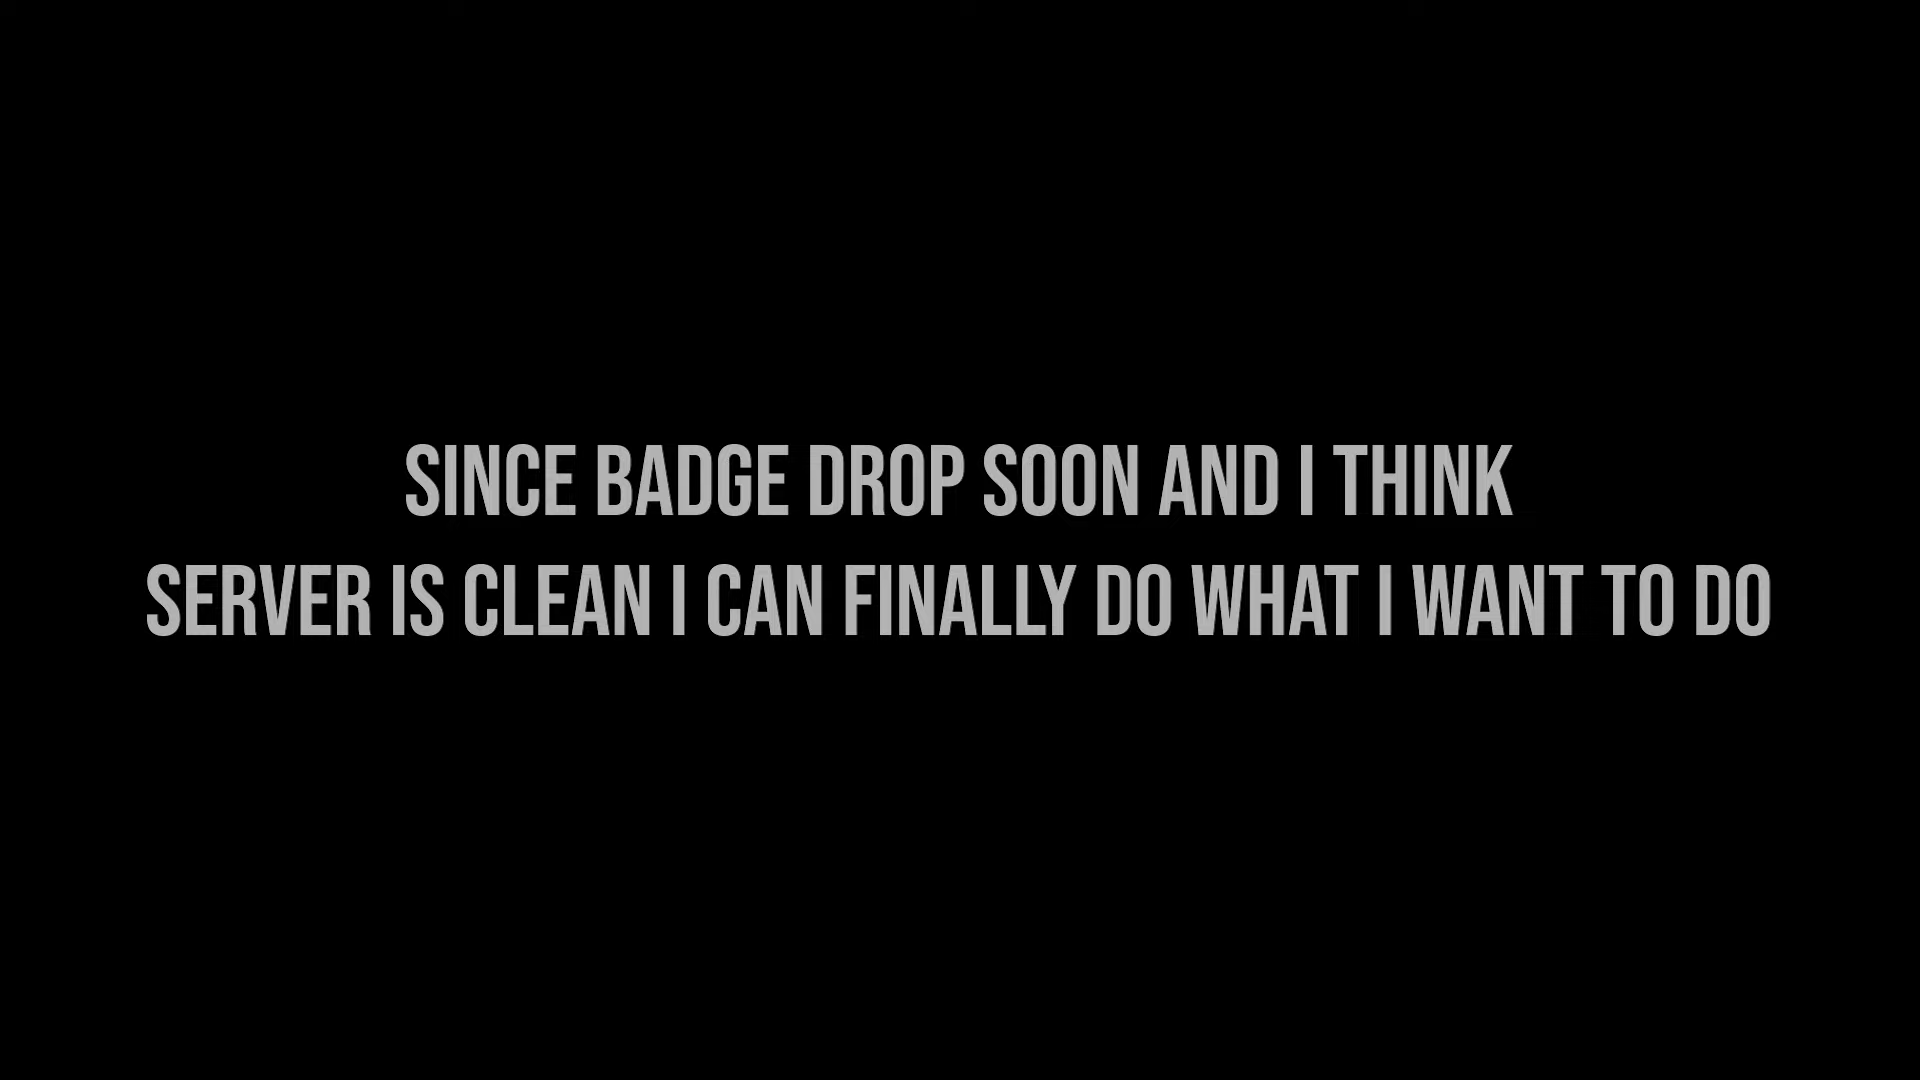 SINCE BADGE DROP SOON AND I THINK
SERVER IS CLEAN I CAN FINALLY DO WHAT I WANT TO DO